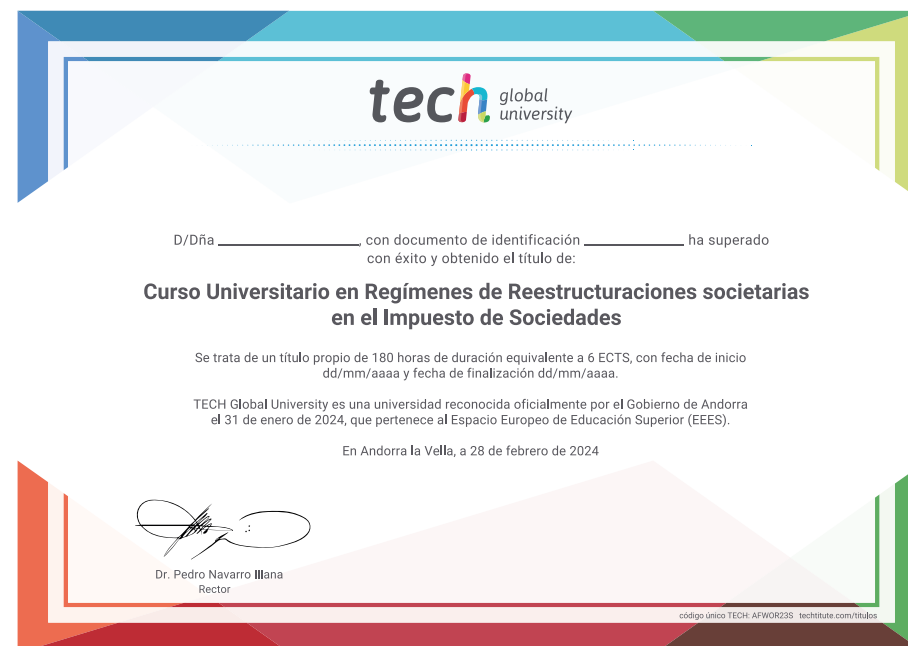 tech global university
D/Dña ____________________, con documento de identificación ______________ ha superado
con éxito y obtenido el título de:
Curso Universitario en Regímenes de Reestructuraciones societarias
en el Impuesto de Sociedades
Se trata de un título propio de 180 horas de duración equivalente a 6 ECTS, con fecha de inicio
dd/mm/aaaa y fecha de finalización dd/mm/aaaa.
TECH Global University es una universidad reconocida oficialmente por el Gobierno de Andorra
el 31 de enero de 2024, que pertenece al Espacio Europeo de Educación Superior (EEES).
En Andorra la Vella, a 28 de febrero de 2024
Dr. Pedro Navarro Illana
Rector
código único TECH: AFWOR23S techtitute.com/titulos